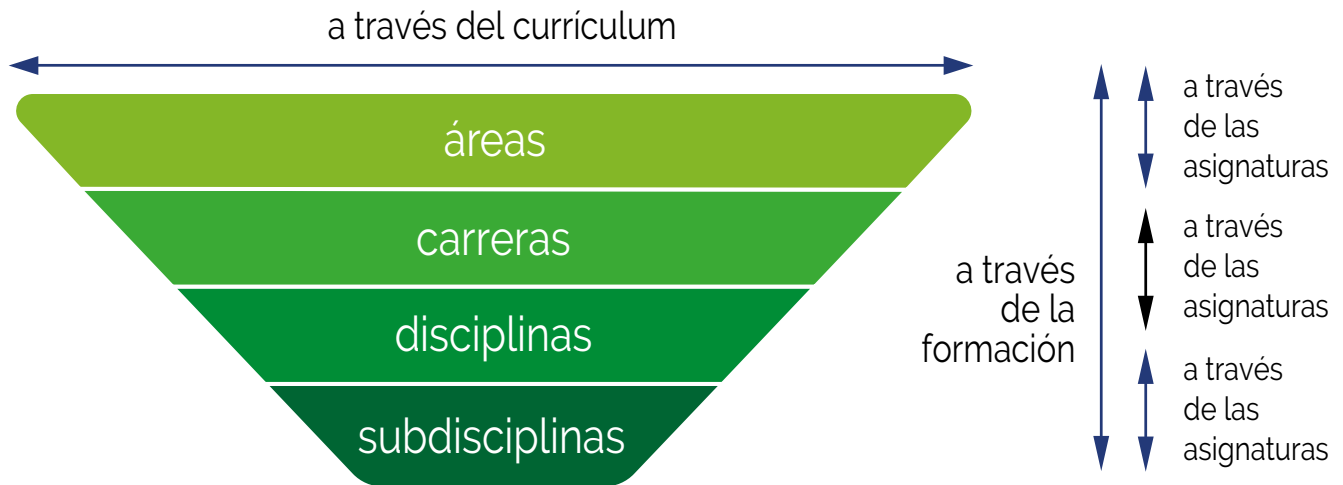 a través del currículum
áreas
carreras
disciplinas
subdisciplinas
a través
de la
formación
a través
de las
asignaturas
a través
de las
asignaturas
a través
de las
asignaturas